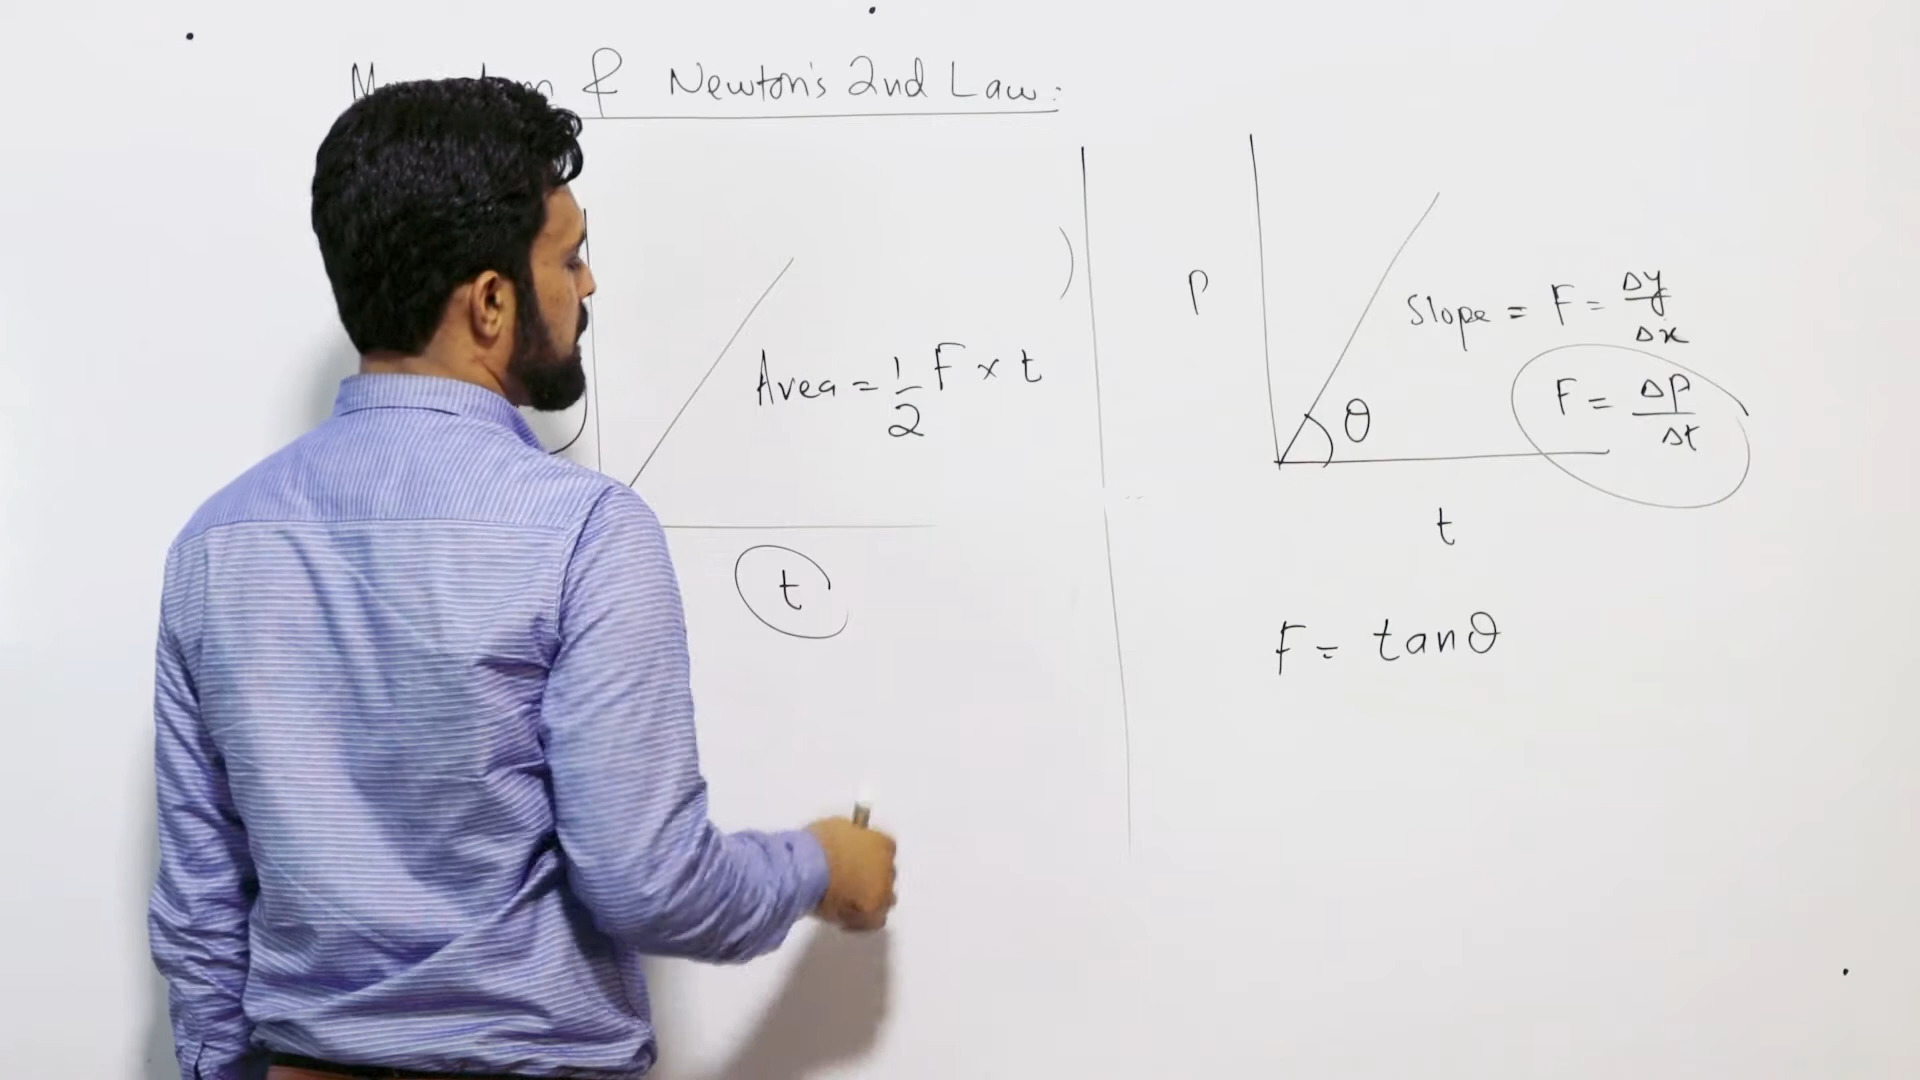 & Newton's 2nd Law:
Area = 1/2 F × t
t
P
Slope = F = Δy/Δx
F = Δp/Δt
θ
t
F = tanθ